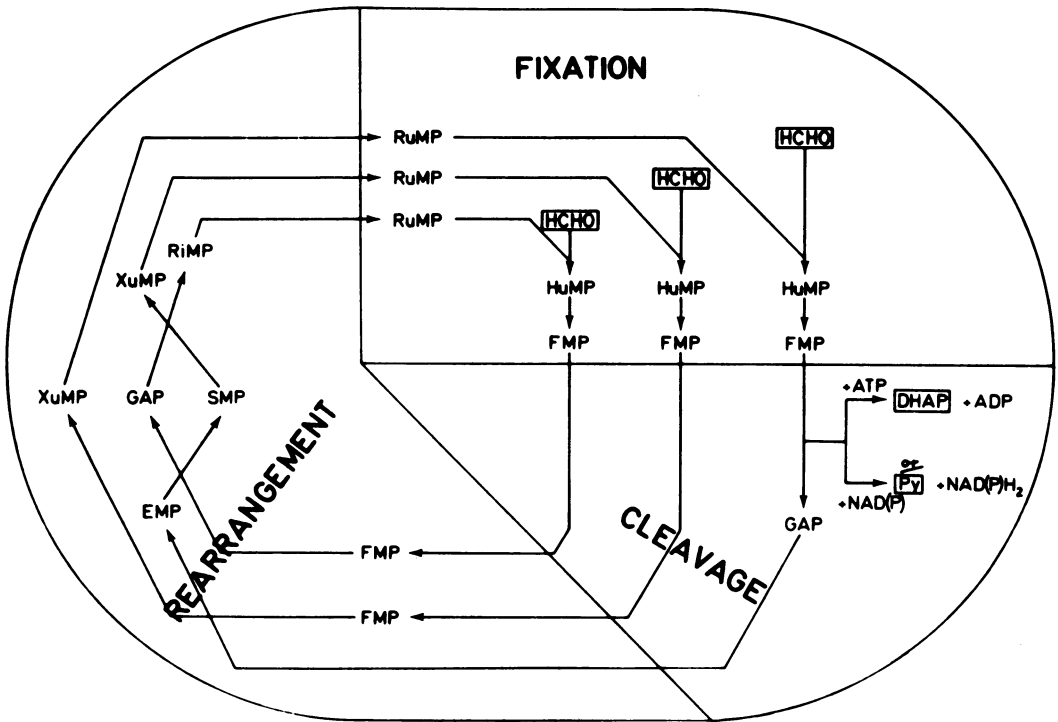 FIXATION
RuMP
HCHO
RuMP
HCHO
RuMP
HCHO
RiMP
XuMP
HuMP
HuMP
HuMP
FMP
FMP
FMP
XuMP
GAP
SMP
+ATP
DHAP + ADP
or
Py +NAD(P)H2
+NAD(P)
EMP
GAP
REARRANGEMENT
CLEAVAGE
FMP
FMP